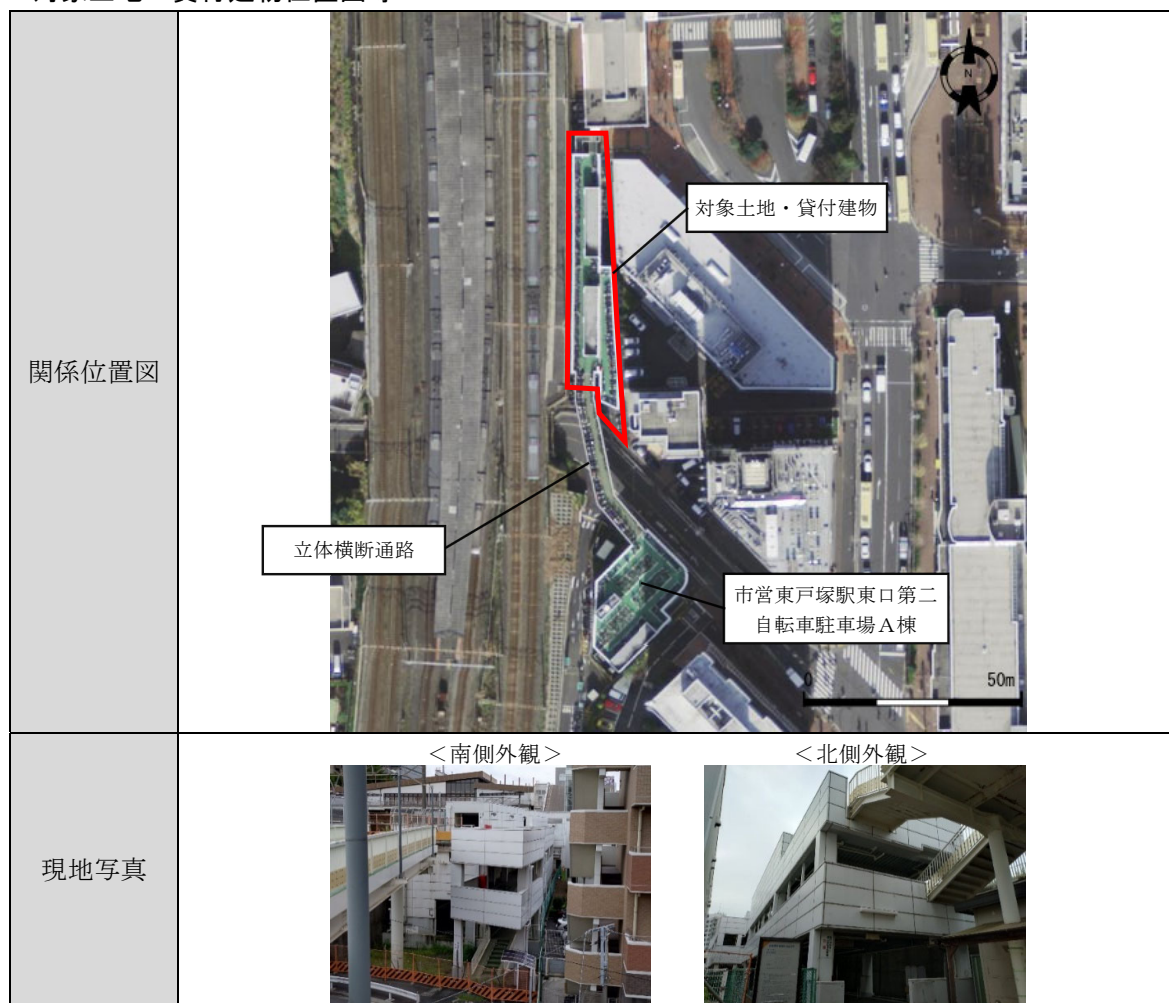 関係位置図
N
対象土地・貸付建物
立体横断通路
市営東戸塚駅東口第二
自転車駐車場A棟
0 50m
現地写真
＜南側外観＞
＜北側外観＞